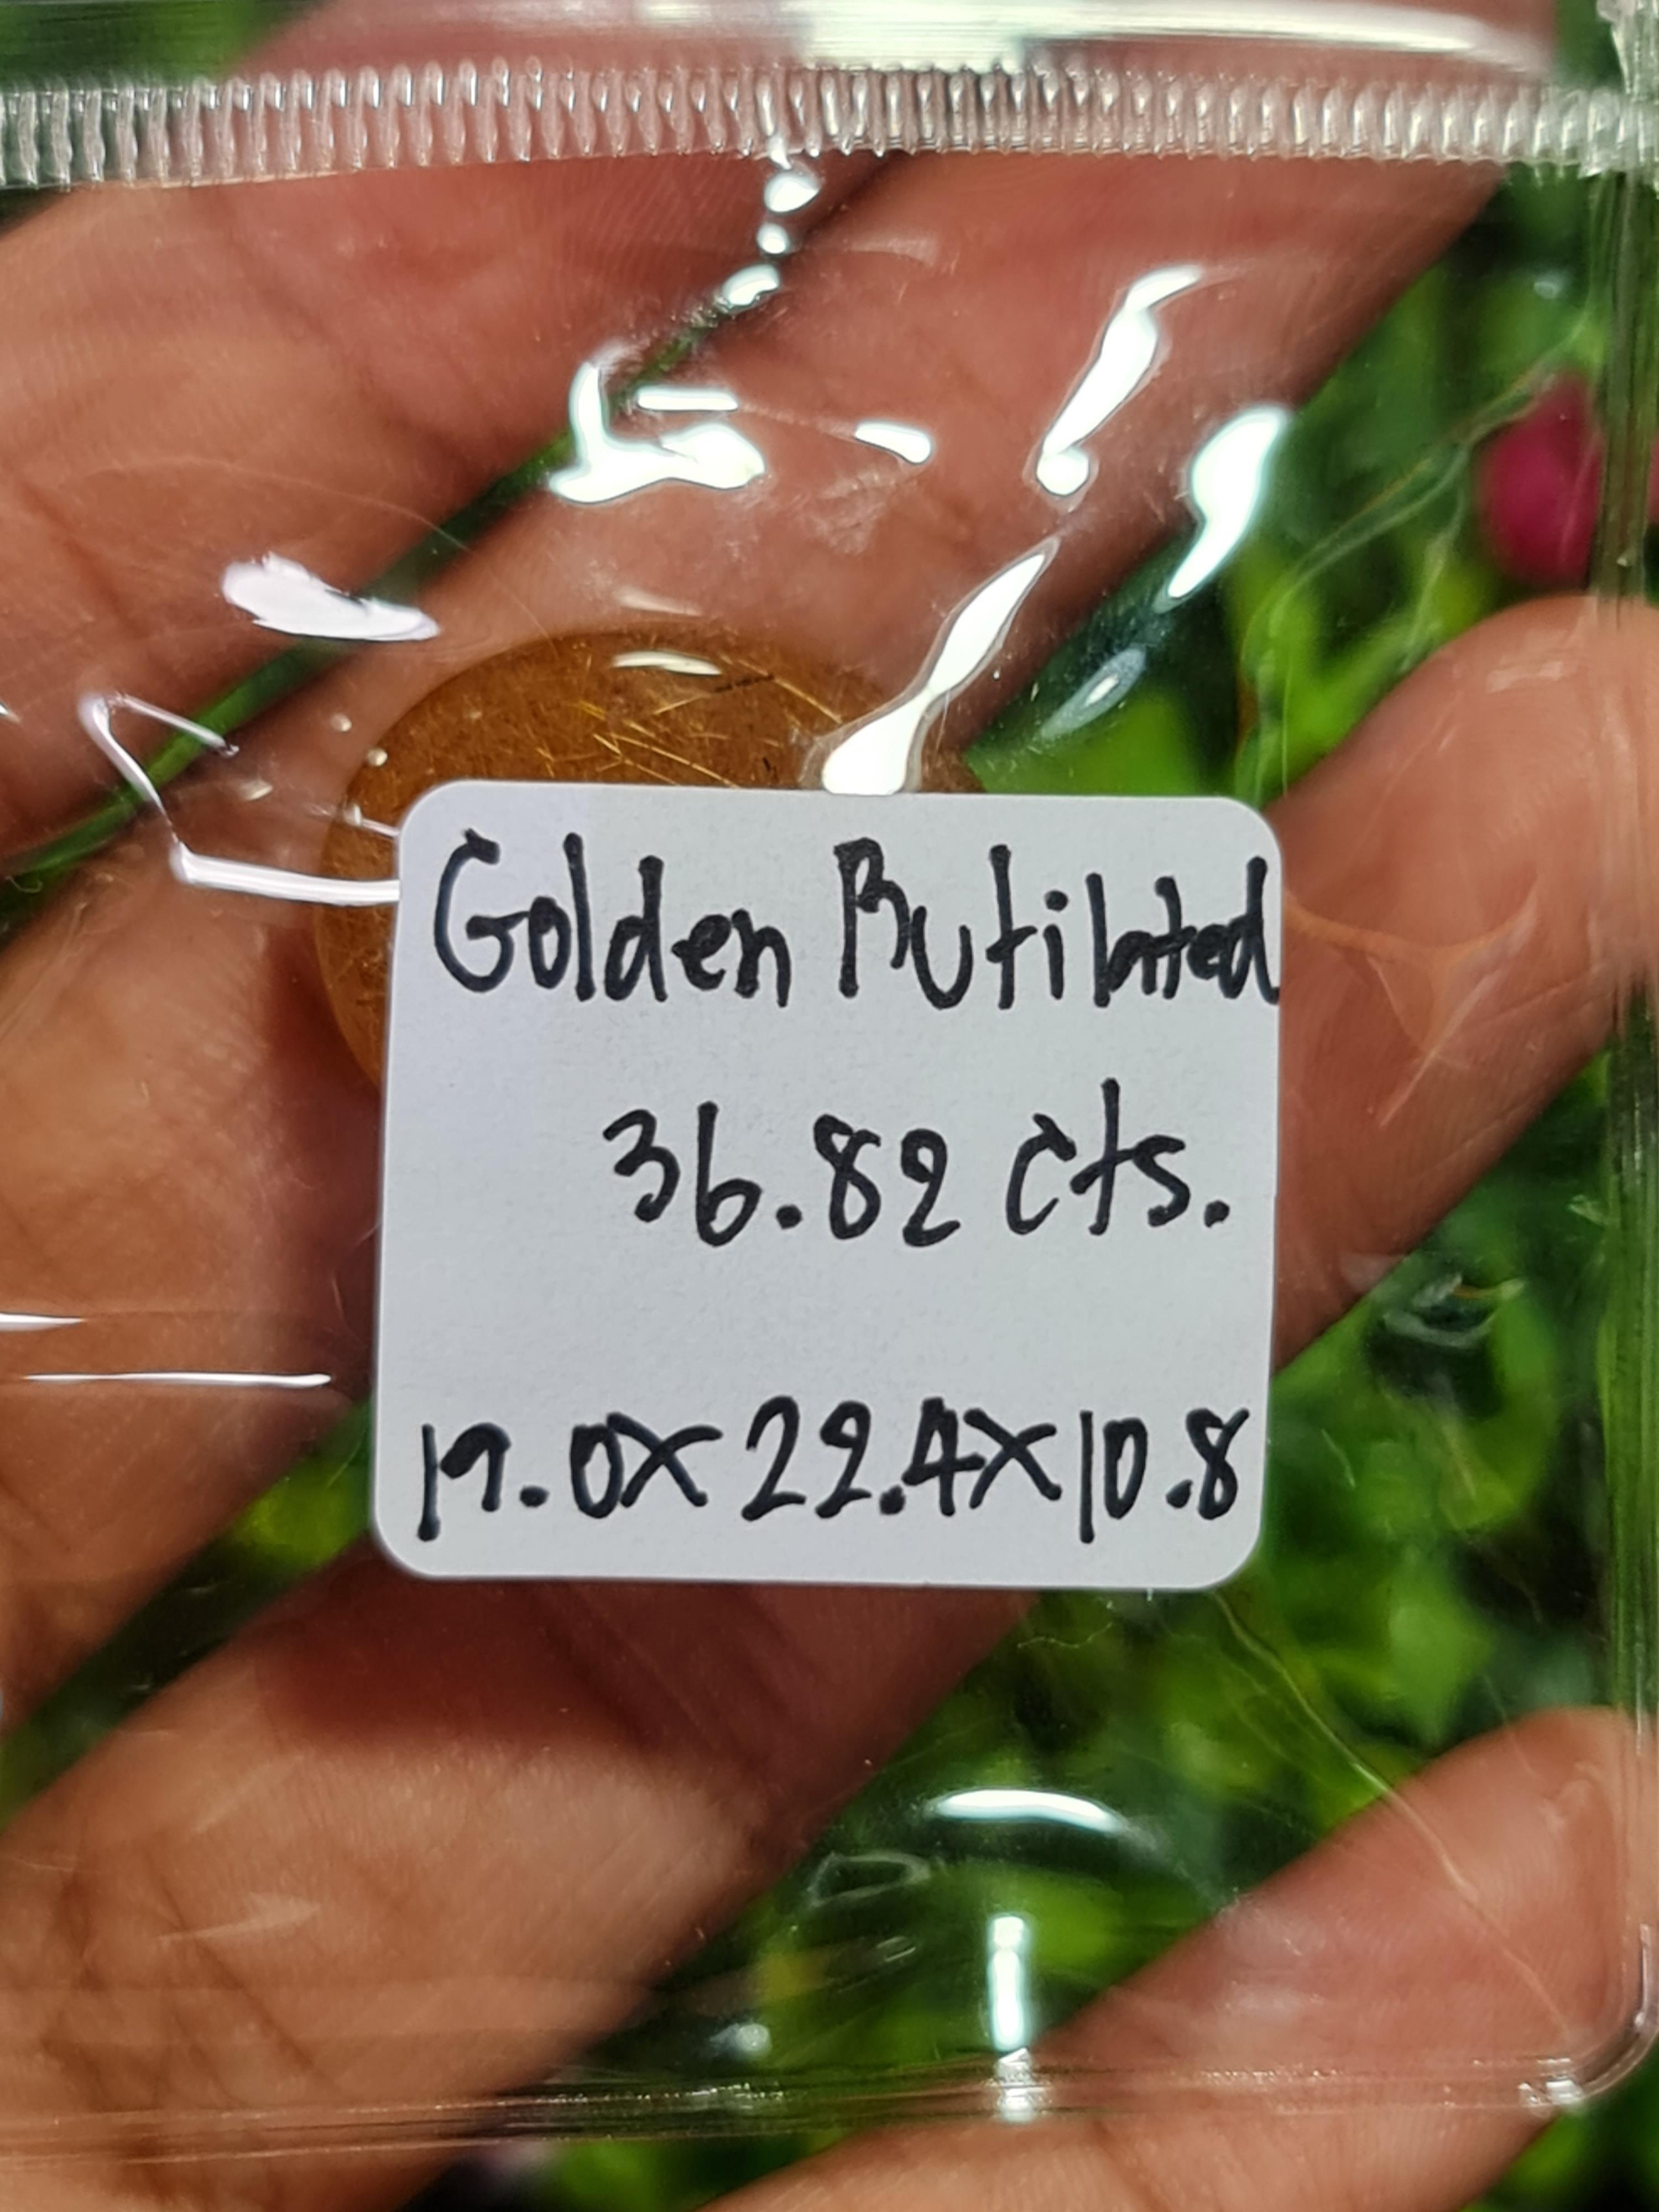 Golden Rutilated
36.82 cts.
19.0X22.4X10.8